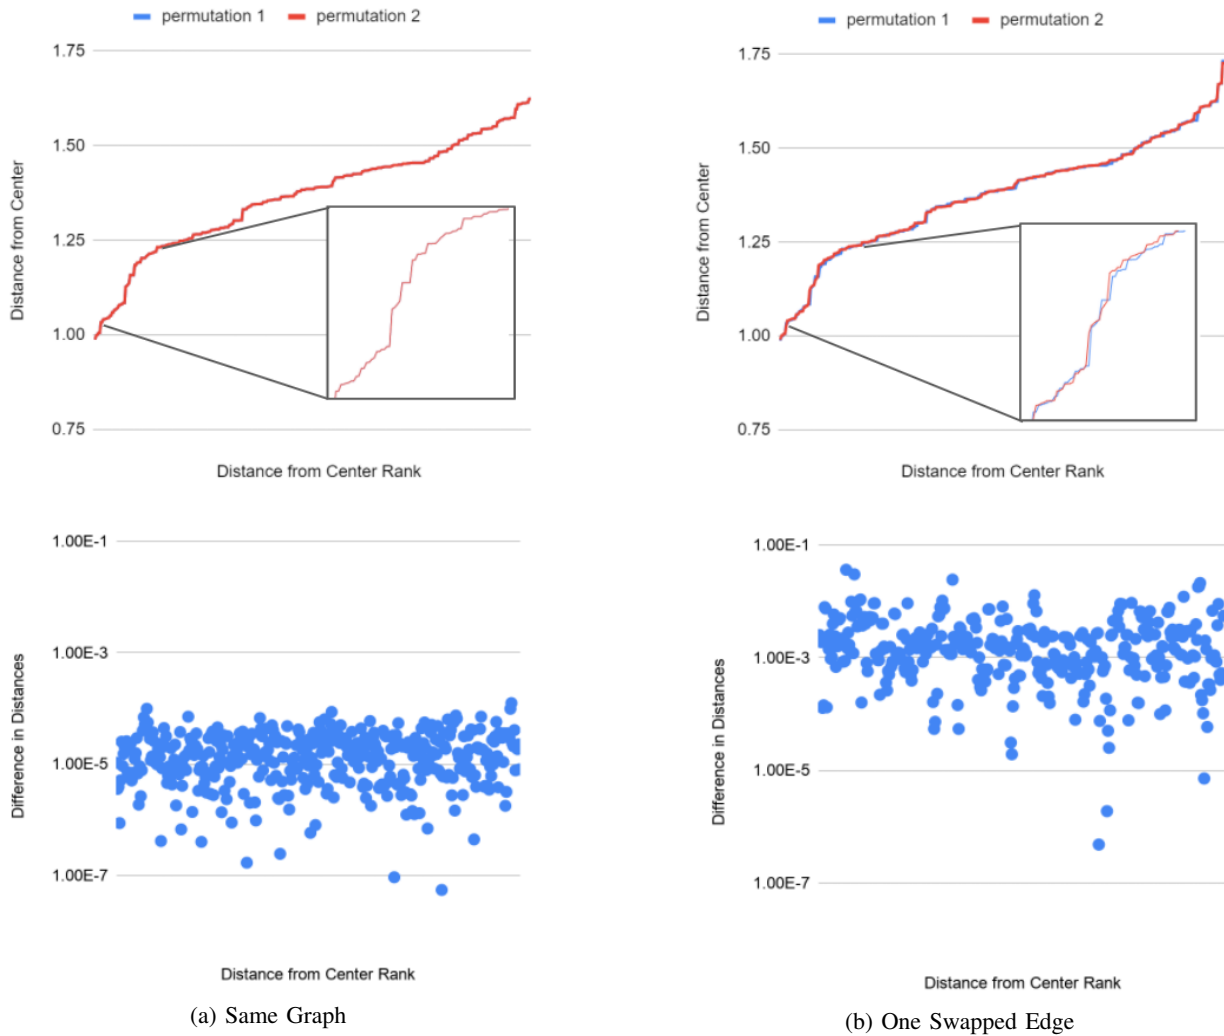 permutation 1 permutation 2
1.75
1.50
1.25
1.00
0.75
Distance from Center
Distance from Center Rank
1.00E-1
1.00E-3
1.00E-5
1.00E-7
Difference in Distances
Distance from Center Rank
(a) Same Graph
permutation 1 permutation 2
1.75
1.50
1.25
1.00
0.75
Distance from Center
Distance from Center Rank
1.00E-1
1.00E-3
1.00E-5
1.00E-7
Difference in Distances
Distance from Center Rank
(b) One Swapped Edge